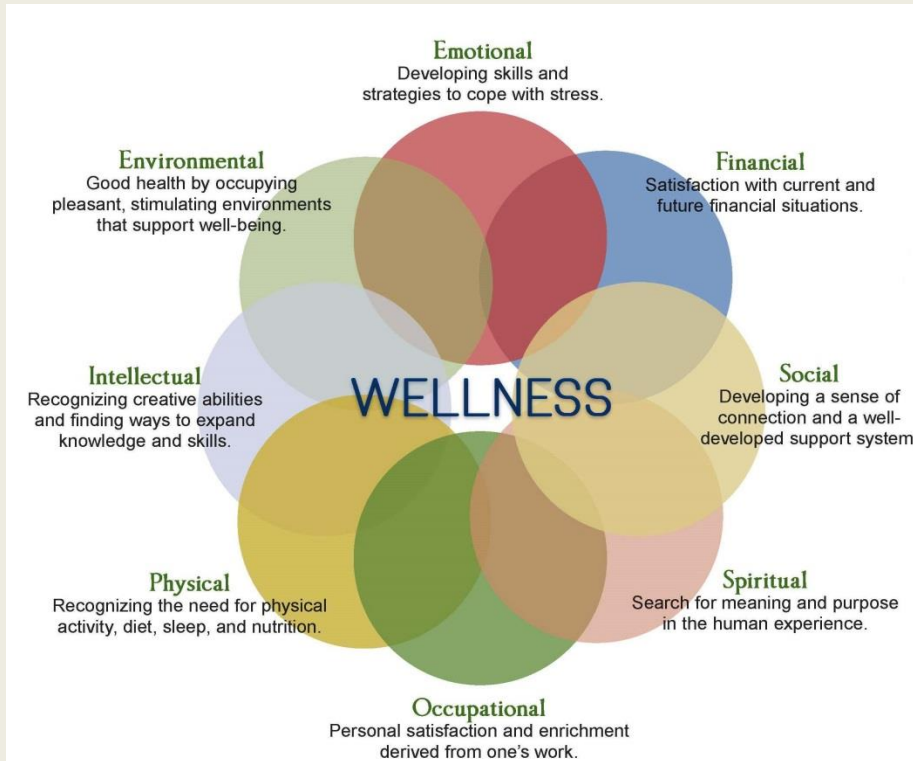 Emotional
Developing skills and
strategies to cope with stress.
Financial
Satisfaction with current and
future financial situations.
Social
Developing a sense of
connection and a well-
developed support system
Spiritual
Search for meaning and purpose
in the human experience.
Occupational
Personal satisfaction and enrichment
derived from one's work.
Physical
Recognizing the need for physical
activity, diet, sleep, and nutrition.
Intellectual
Recognizing creative abilities
and finding ways to expand
knowledge and skills.
Environmental
Good health by occupying
pleasant, stimulating environments
that support well-being.
WELLNESS